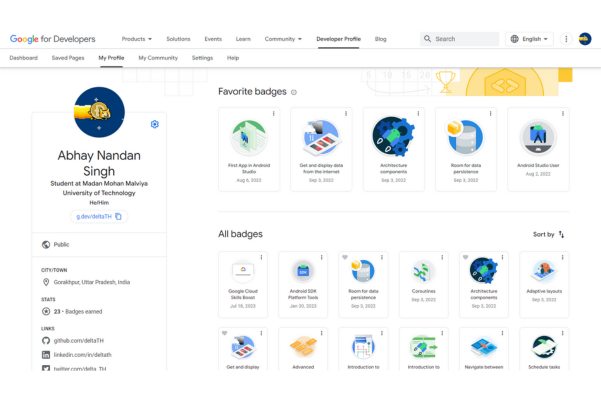 Google for Developers
Products
Solutions
Events
Learn
Community
Developer Profile
Blog
Search
English
Dashboard
Saved Pages
My Profile
My Community
Settings
Help
Abhay Nandan
Singh
Student at Madan Mohan Malviya
University of Technology
He/Him
g.dev/deltaTH
Public
CITY/TOWN
Gorakhpur, Uttar Pradesh, India
STATS
23 - Badges earned
LINKS
github.com/deltaTH
linkedin.com/in/deltath
twitter.com/delta_TH
5 18 15 28
Favorite badges
First App in Android
Studio
Aug 6, 2022
Get and display data
from the internet
Sep 3, 2022
Architecture
components
Sep 3, 2022
Room for data
persistence
Sep 3, 2022
Android Studio User
Aug 2, 2022
All badges
Sort by
Google Cloud
Skills Boost
Jul 18, 2023
Android SDK
Platform Tools
Jan 30, 2023
Room for data
persistence
Sep 3, 2022
Coroutines
Sep 3, 2022
Architecture
components
Sep 3, 2022
Adaptive layouts
Sep 3, 2022
Get and display
Advanced
Introduction to
Introduction to
Navigate between
Schedule tasks